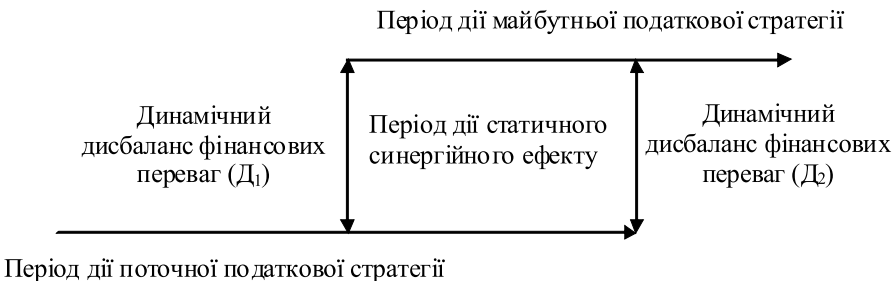 Період дії майбутньої податкової стратегії
Динамічний
дисбаланс фінансових
переваг (Д₁)
Період дії статичного
синергійного ефекту
Динамічний
дисбаланс фінансових
переваг (Д₂)
Період дії поточної податкової стратегії